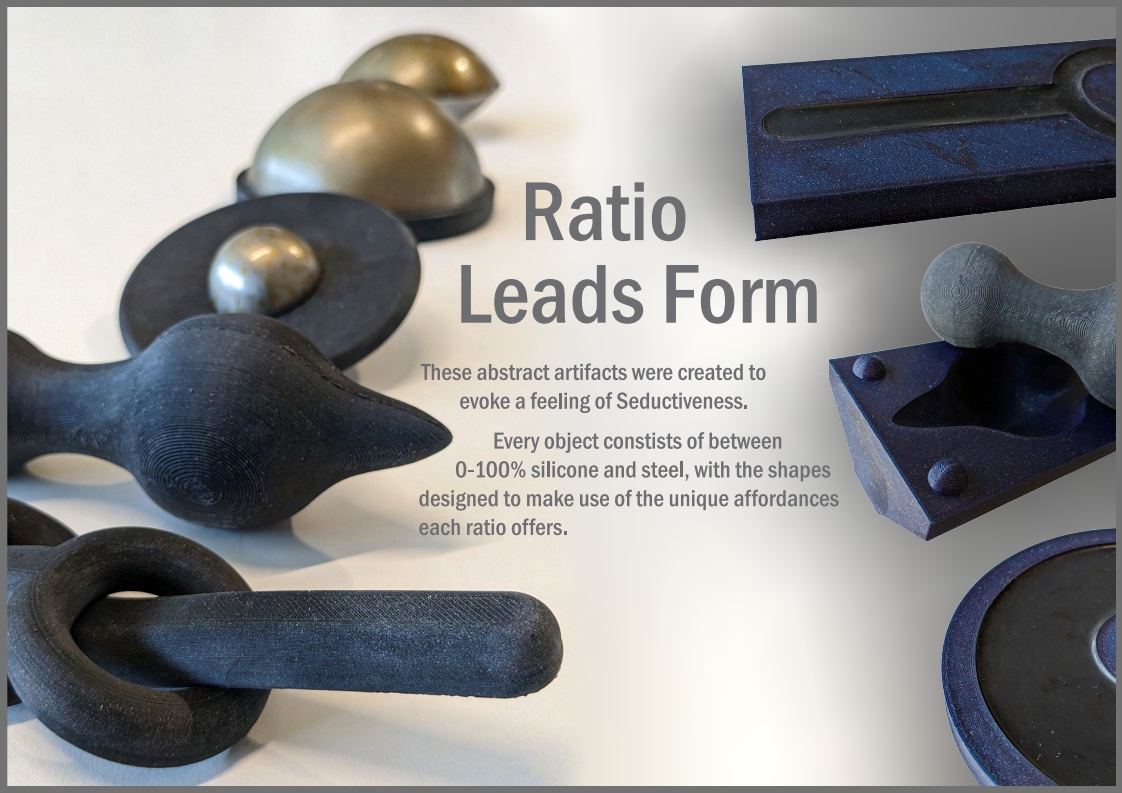 Ratio
Leads Form
These abstract artifacts were created to
evoke a feeling of Seductiveness.
Every object constists of between
0-100% silicone and steel, with the shapes
designed to make use of the unique affordances
each ratio offers.